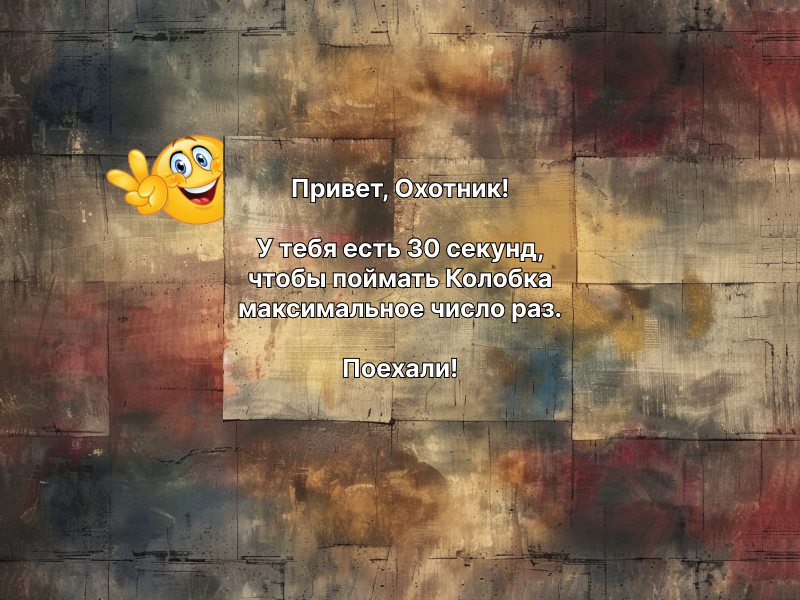 Привет, Охотник!
У тебя есть 30 секунд,
чтобы поймать Колобка
максимальное число раз.
Поехали!